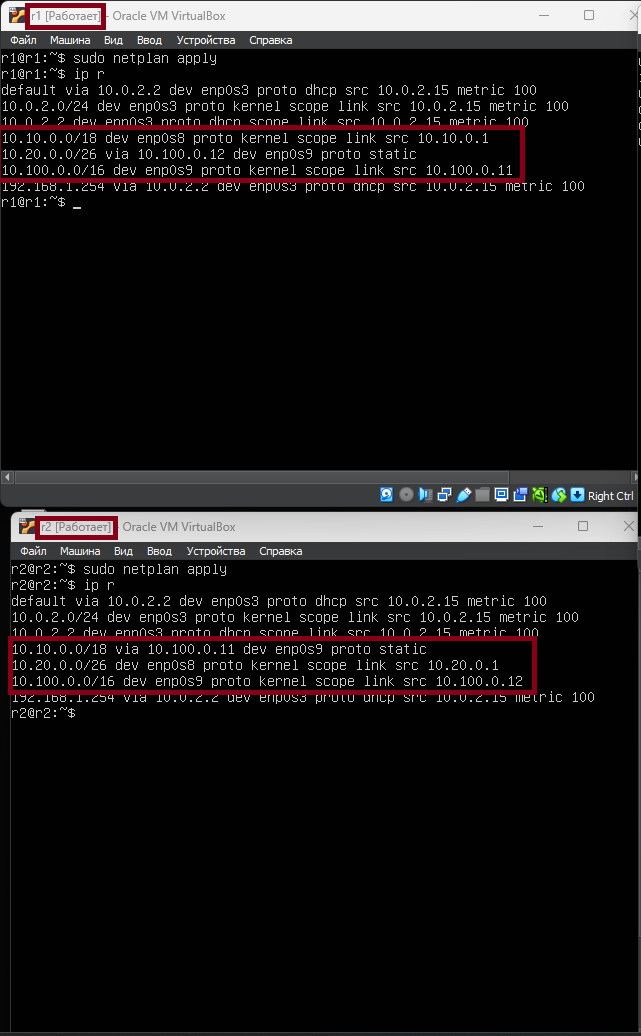 r1 [Работает] - Oracle VM VirtualBox
Файл Машина Вид Ввод Устройства Справка
r1@r1:~$ sudo netplan apply
r1@r1:~$ ip r
default via 10.0.2.2 dev enp0s3 proto dhcp src 10.0.2.15 metric 100
10.0.2.0/24 dev enp0s3 proto kernel scope link src 10.0.2.15 metric 100
10.0.2.2 dev enp0s3 proto dhcp scope link src 10.0.2.15 metric 100
10.10.0.0/18 dev enp0s8 proto kernel scope link src 10.10.0.1
10.20.0.0/26 via 10.100.0.12 dev enp0s9 proto static
10.100.0.0/16 dev enp0s9 proto kernel scope link src 10.100.0.11
192.168.1.254 via 10.0.2.2 dev enp0s3 proto dhcp src 10.0.2.15 metric 100
r1@r1:~$ _
Right Ctrl
r2 [Работает] - Oracle VM VirtualBox
Файл Машина Вид Ввод Устройства Справка
r2@r2:~$ sudo netplan apply
r2@r2:~$ ip r
default via 10.0.2.2 dev enp0s3 proto dhcp src 10.0.2.15 metric 100
10.0.2.0/24 dev enp0s3 proto kernel scope link src 10.0.2.15 metric 100
10.0.2.2 dev enp0s3 proto dhcp scope link src 10.0.2.15 metric 100
10.10.0.0/18 via 10.100.0.11 dev enp0s9 proto static
10.20.0.0/26 dev enp0s8 proto kernel scope link src 10.20.0.1
10.100.0.0/16 dev enp0s9 proto kernel scope link src 10.100.0.12
192.168.1.254 via 10.0.2.2 dev enp0s3 proto dhcp src 10.0.2.15 metric 100
r2@r2:~$